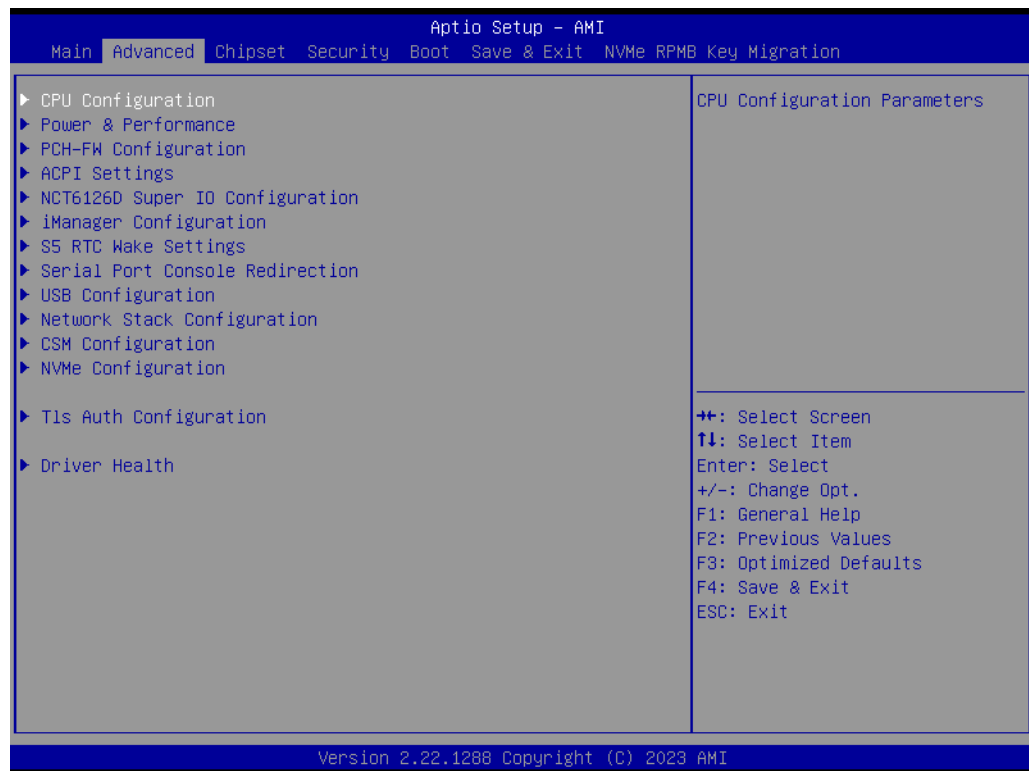 Aptio Setup – AMI
Main Advanced Chipset Security Boot Save & Exit NVMe RPMB Key Migration
▶ CPU Configuration
▶ Power & Performance
▶ PCH-FW Configuration
▶ ACPI Settings
▶ NCT6126D Super IO Configuration
▶ iManager Configuration
▶ S5 RTC Wake Settings
▶ Serial Port Console Redirection
▶ USB Configuration
▶ Network Stack Configuration
▶ CSM Configuration
▶ NVMe Configuration
▶ Tls Auth Configuration
▶ Driver Health
CPU Configuration Parameters
→←: Select Screen
↑↓: Select Item
Enter: Select
+/-: Change Opt.
F1: General Help
F2: Previous Values
F3: Optimized Defaults
F4: Save & Exit
ESC: Exit
Version 2.22.1288 Copyright (C) 2023 AMI